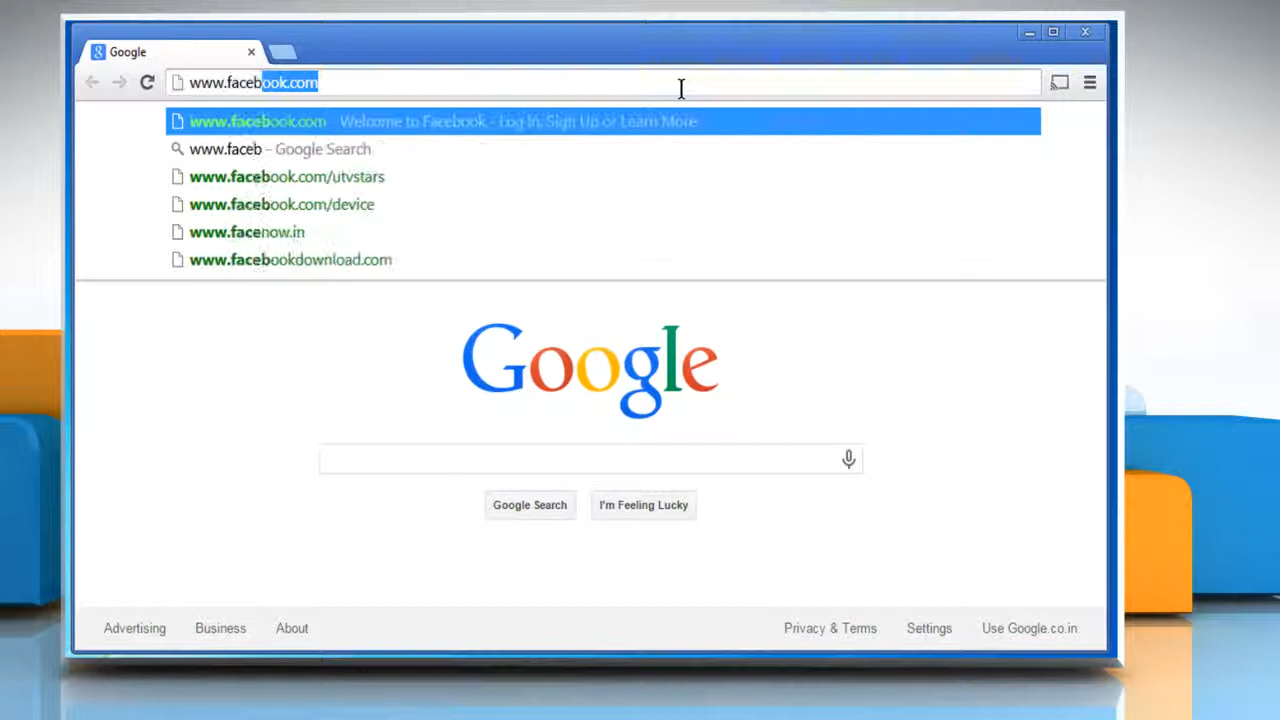 Google
www.facebook.com
www.facebook.com Welcome to Facebook - Log In, Sign Up or Learn More
www.faceb - Google Search
www.facebook.com/utvstars
www.facebook.com/device
www.facenow.in
www.facebookdownload.com
Google
Google Search I'm Feeling Lucky
Advertising Business About Privacy & Terms Settings Use Google.co.in